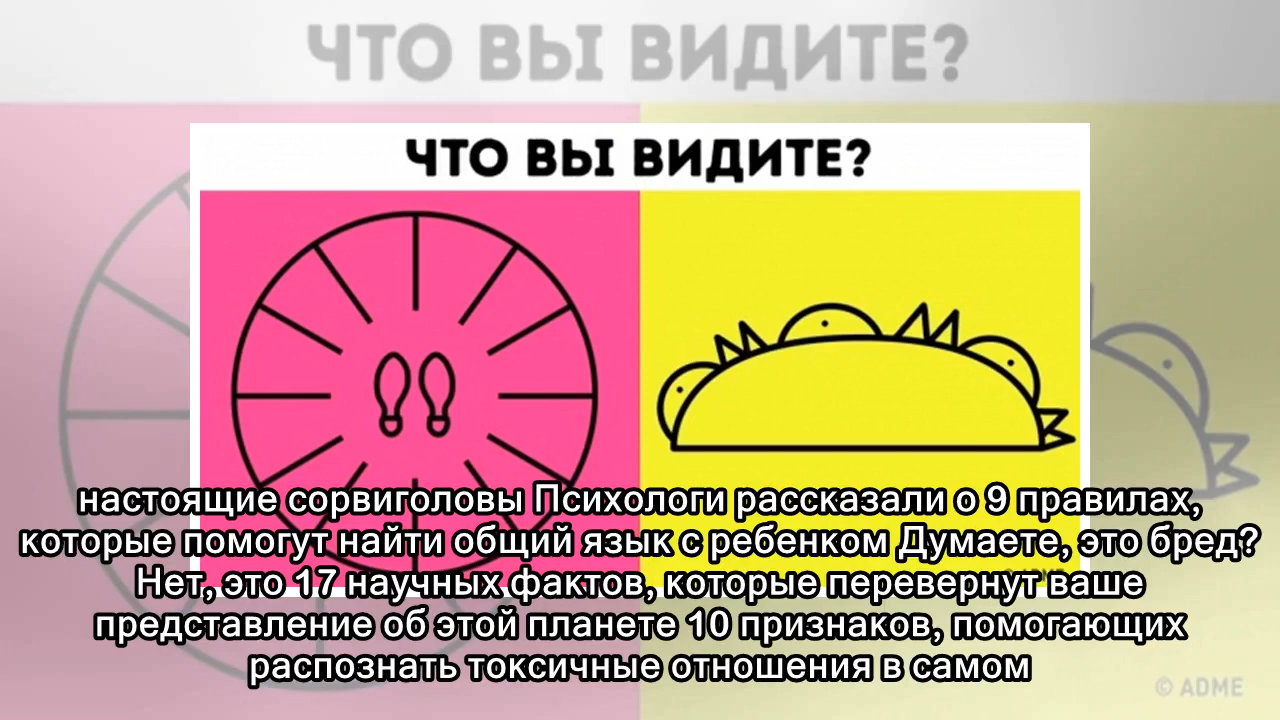 ЧТО ВЫ ВИДИТЕ?
ЧТО ВЫ ВИДИТЕ?
настоящие сорвиголовы Психологи рассказали о 9 правилах,
которые помогут найти общий язык с ребенком Думаете, это бред?
Нет, это 17 научных фактов, которые перевернут ваше
представление об этой планете 10 признаков, помогающих
распознать токсичные отношения в самом
© ADME